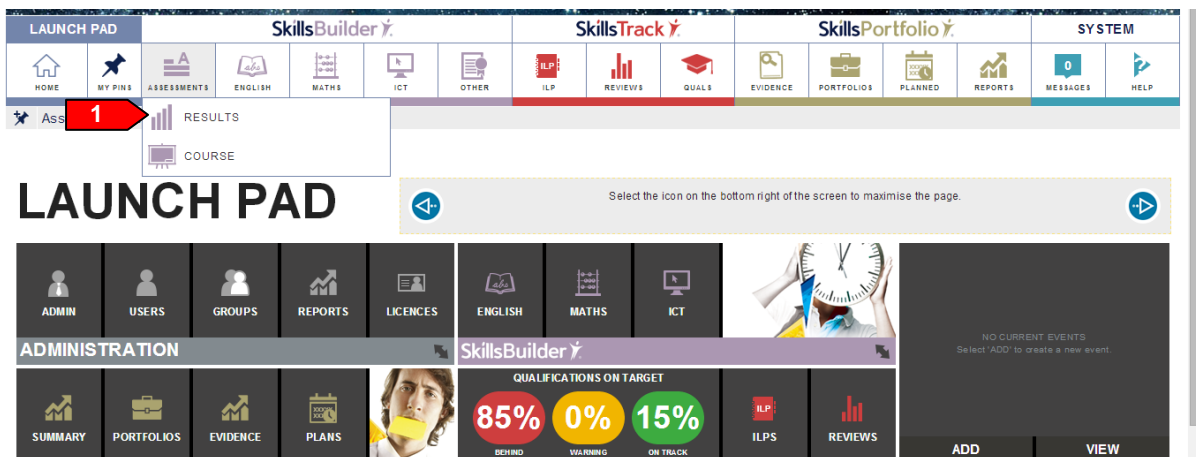 LAUNCH PAD SkillsBuilder SkillsTrack SkillsPortfolio SYSTEM
HOME MY PINS ASSESSMENTS ENGLISH MATHS ICT OTHER ILP REVIEWS QUALS EVIDENCE PORTFOLIOS PLANNED REPORTS MESSAGES HELP
A abc ILP 0
Ass 1 RESULTS
COURSE
LAUNCH PAD
Select the icon on the bottom right of the screen to maximise the page.
ADMIN USERS GROUPS REPORTS LICENCES ENGLISH MATHS ICT
NO CURRENT EVENTS
Select 'ADD' to create a new event.
ADMINISTRATION SkillsBuilder
QUALIFICATIONS ON TARGET
85% 0% 15%
BEHIND WARNING ON TRACK
SUMMARY PORTFOLIOS EVIDENCE PLANS ILP ILPS REVIEWS
ADD VIEW